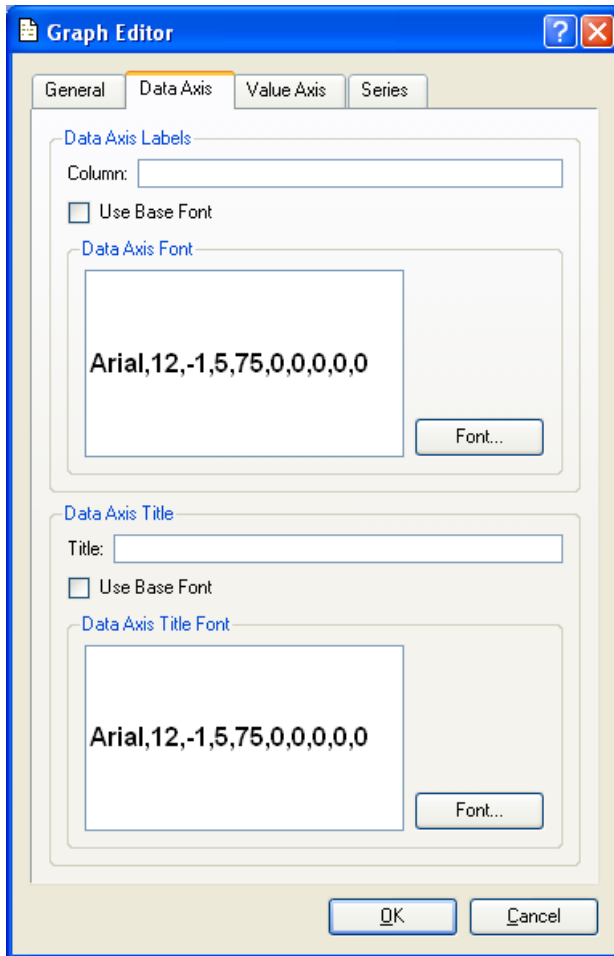 Graph Editor
General Data Axis Value Axis Series
Data Axis Labels
Column:
Use Base Font
Data Axis Font
Arial,12,-1,5,75,0,0,0,0,0
Font...
Data Axis Title
Title:
Use Base Font
Data Axis Title Font
Arial,12,-1,5,75,0,0,0,0,0
Font...
OK Cancel